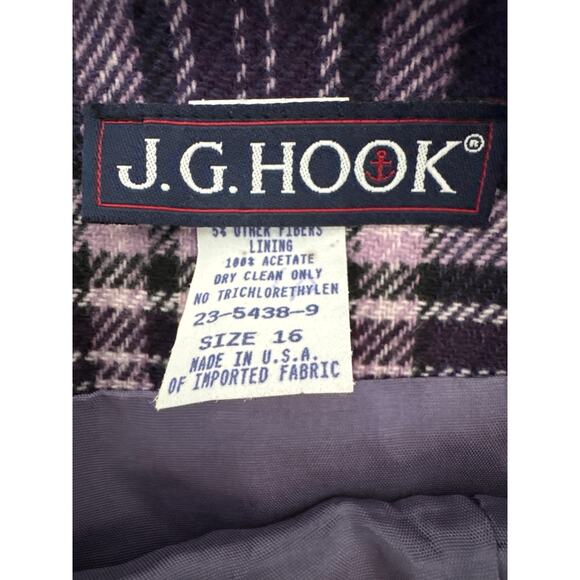 J.G.HOOK®
5% OTHER FIBERS
LINING
100% ACETATE
DRY CLEAN ONLY
NO TRICHLORETHYLEN
23-5438-9
SIZE 16
MADE IN U.S.A.
OF IMPORTED FABRIC